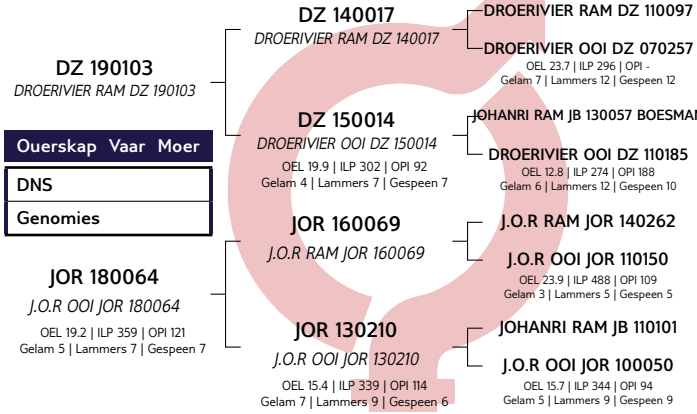 DZ 190103
DROERIVIER RAM DZ 190103
Ouerskap Vaar Moer
DNS
Genomies
JOR 180064
J.O.R OOI JOR 180064
OEL 19.2 | ILP 359 | OPI 121
Gelam 5 | Lammers 7 | Gespeen 7
DZ 140017
DROERIVIER RAM DZ 140017
DZ 150014
DROERIVIER OOI DZ 150014
OEL 19.9 | ILP 302 | OPI 92
Gelam 4 | Lammers 7 | Gespeen 7
JOR 160069
J.O.R RAM JOR 160069
JOR 130210
J.O.R OOI JOR 130210
OEL 15.4 | ILP 339 | OPI 114
Gelam 7 | Lammers 9 | Gespeen 6
DROERIVIER RAM DZ 110097
DROERIVIER OOI DZ 070257
OEL 23.7 | ILP 296 | OPI -
Gelam 7 | Lammers 12 | Gespeen 12
JOHANRI RAM JB 130057 BOESMAN
DROERIVIER OOI DZ 110185
OEL 12.8 | ILP 274 | OPI 188
Gelam 6 | Lammers 12 | Gespeen 10
J.O.R RAM JOR 140262
J.O.R OOI JOR 110150
OEL 23.9 | ILP 488 | OPI 109
Gelam 3 | Lammers 5 | Gespeen 5
JOHANRI RAM JB 110101
J.O.R OOI JOR 100050
OEL 15.7 | ILP 344 | OPI 94
Gelam 5 | Lammers 9 | Gespeen 9